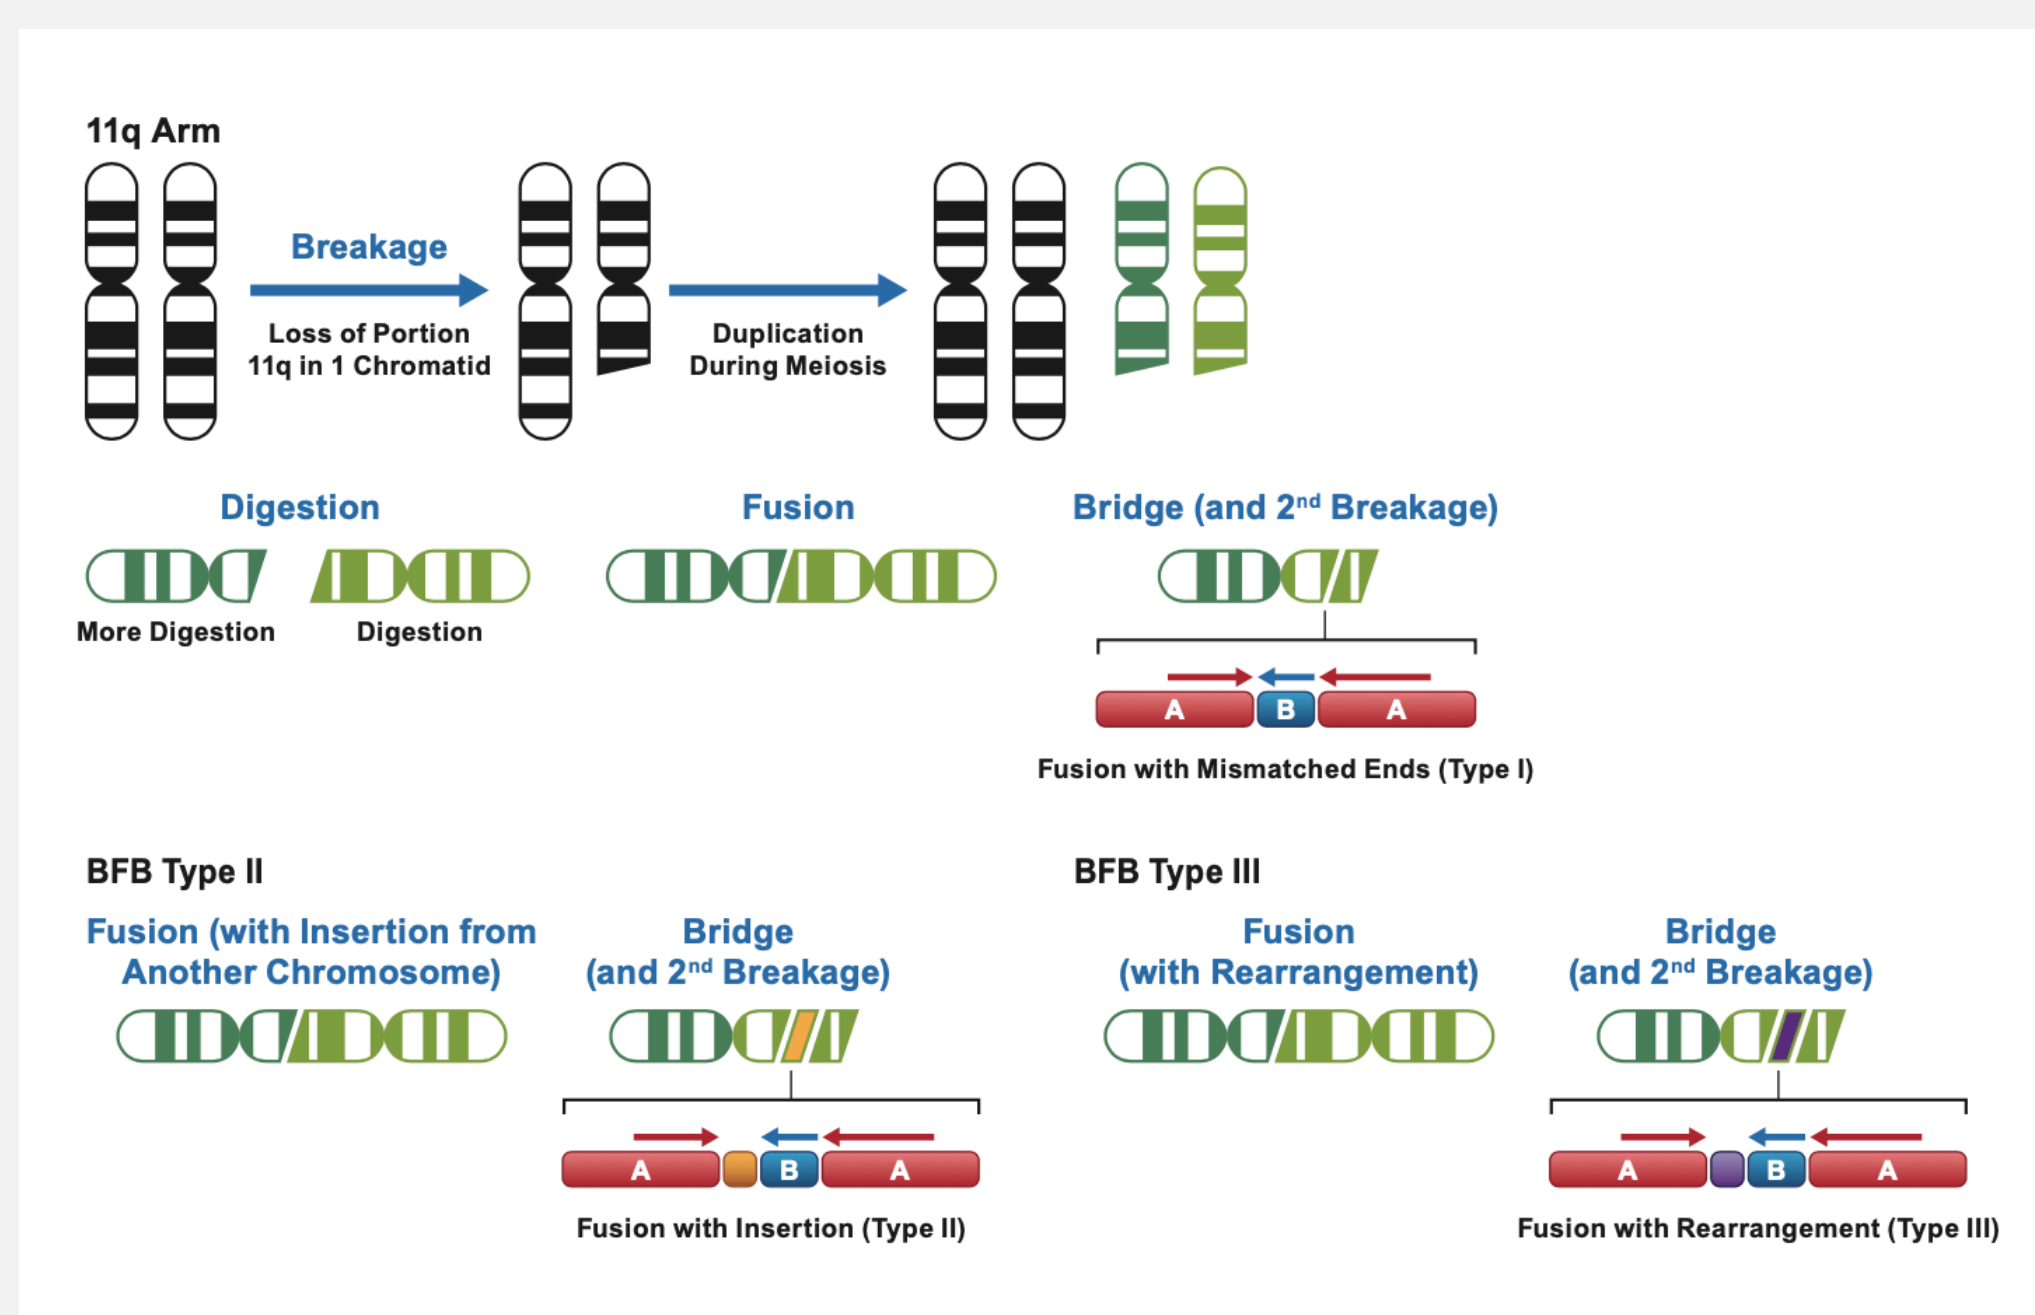 11q Arm
Breakage
Loss of Portion
11q in 1 Chromatid
Duplication
During Meiosis
Digestion
More Digestion
Digestion
Fusion
Bridge (and 2nd Breakage)
A B A
Fusion with Mismatched Ends (Type I)
BFB Type II
Fusion (with Insertion from
Another Chromosome)
Bridge
(and 2nd Breakage)
A B A
Fusion with Insertion (Type II)
BFB Type III
Fusion
(with Rearrangement)
Bridge
(and 2nd Breakage)
A B A
Fusion with Rearrangement (Type III)